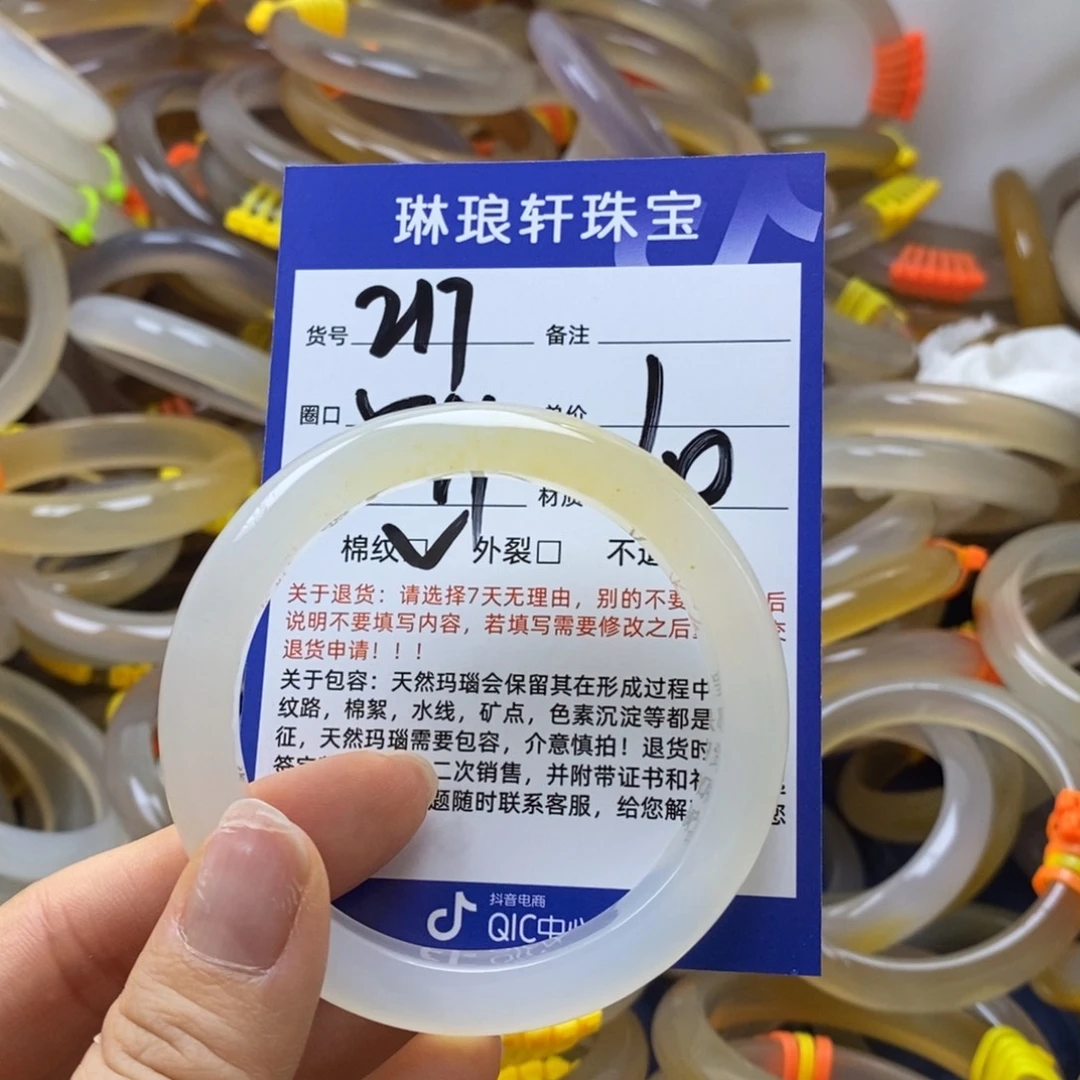 琳琅轩珠宝
货号 217 备注
圈口 单价 10
材质
棉纹☑ 外裂□ 不
关于退货：请选择7天无理由，别的不要 后
说明不要填写内容，若填写需要修改之后
退货申请！！！
关于包容：天然玛瑙会保留其在形成过程中
纹路，棉絮，水线，矿点，色素沉淀等都是
征，天然玛瑙需要包容，介意慎拍！退货时
二次销售，并附带证书和
题随时联系客服，给您解 您
抖音电商
QIC中心